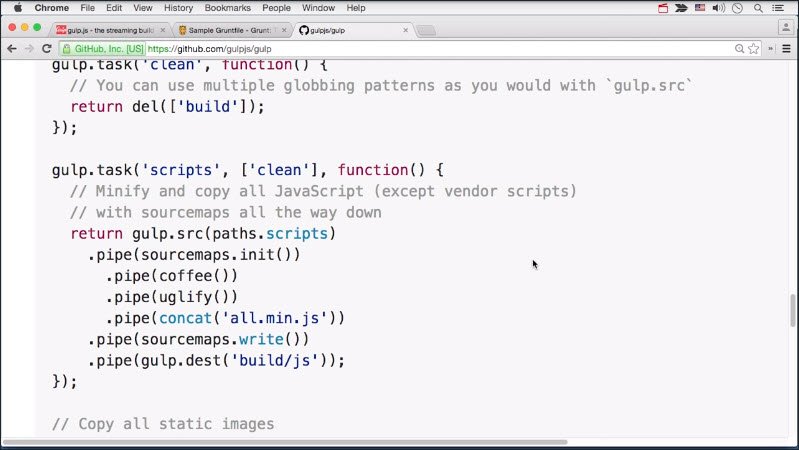 Chrome File Edit View History Bookmarks People Window Help
gulp.js - the streaming build
Sample Gruntfile - Grunt: T
gulpjs/gulp
GitHub, Inc. [US] https://github.com/gulpjs/gulp
gulp.task('clean', function() {
// You can use multiple globbing patterns as you would with `gulp.src`
return del(['build']);
});
gulp.task('scripts', ['clean'], function() {
// Minify and copy all JavaScript (except vendor scripts)
// with sourcemaps all the way down
return gulp.src(paths.scripts)
.pipe(sourcemaps.init())
.pipe(coffee())
.pipe(uglify())
.pipe(concat('all.min.js'))
.pipe(sourcemaps.write())
.pipe(gulp.dest('build/js'));
});
// Copy all static images